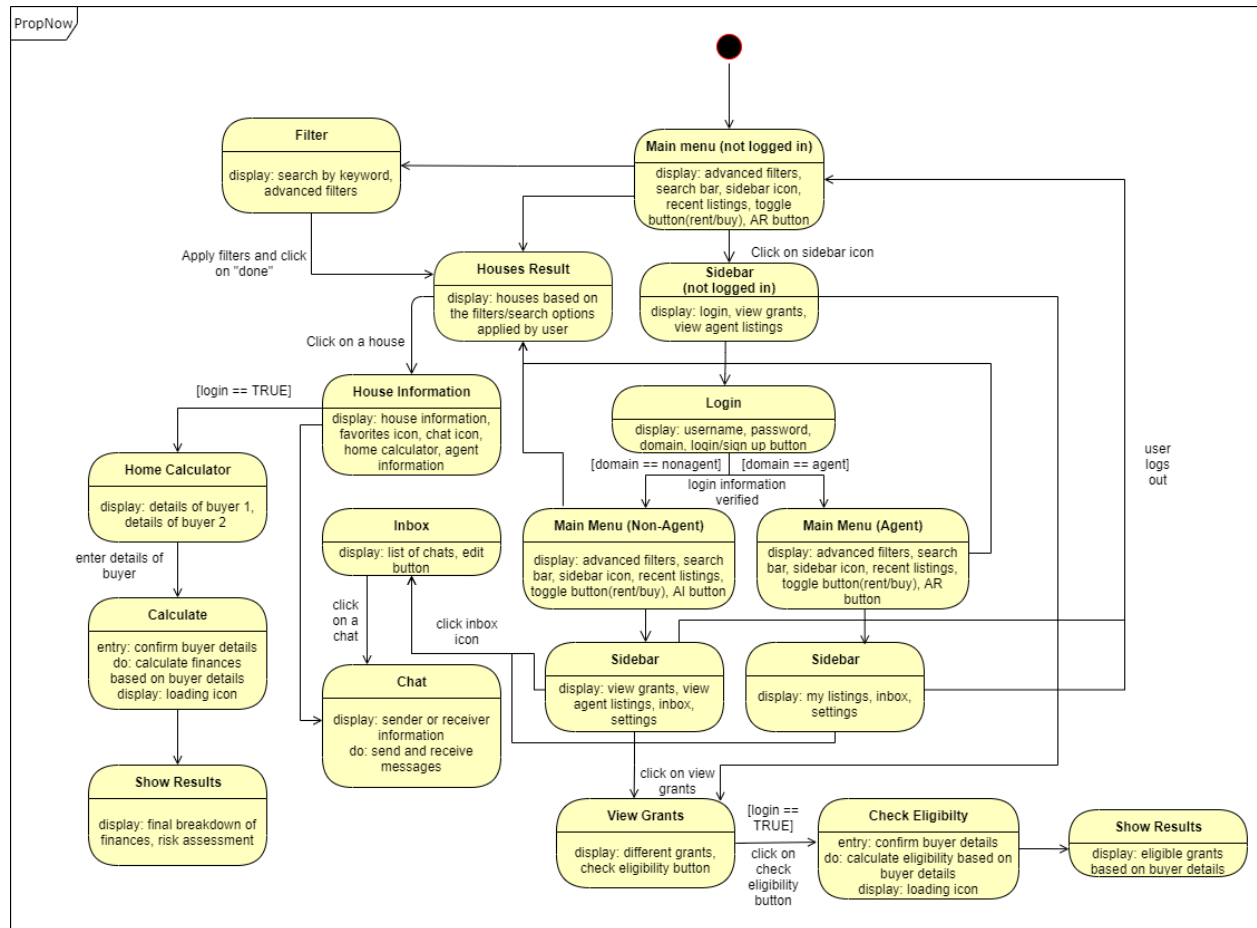 PropNow
Filter
display: search by keyword,
advanced filters
Main menu (not logged in)
display: advanced filters,
search bar, sidebar icon,
recent listings, toggle
button(rent/buy), AR button
Apply filters and click
on "done"
Click on sidebar icon
Houses Result
display: houses based on
the filters/search options
applied by user
Sidebar
(not logged in)
display: login, view grants,
view agent listings
Click on a house
[login == TRUE]
House Information
display: house information,
favorites icon, chat icon,
home calculator, agent
information
Login
display: username, password,
domain, login/sign up button
[domain == nonagent]
[domain == agent]
login information
verified
user
logs
out
Home Calculator
display: details of buyer 1,
details of buyer 2
Inbox
display: list of chats, edit
button
Main Menu (Non-Agent)
display: advanced filters, search
bar, sidebar icon, recent listings,
toggle button(rent/buy), AI button
Main Menu (Agent)
display: advanced filters, search
bar, sidebar icon, recent listings,
toggle button(rent/buy), AR
button
enter details of
buyer
click
on a
chat
click inbox
icon
Calculate
entry: confirm buyer details
do: calculate finances
based on buyer details
display: loading icon
Chat
display: sender or receiver
information
do: send and receive
messages
Sidebar
display: view grants, view
agent listings, inbox,
settings
Sidebar
display: my listings, inbox,
settings
click on view
grants
Show Results
display: final breakdown of
finances, risk assessment
View Grants
display: different grants,
check eligibility button
[login ==
TRUE]
click on
check
eligibility
button
Check Eligibilty
entry: confirm buyer details
do: calculate eligibility based on
buyer details
display: loading icon
Show Results
display: eligible grants
based on buyer details